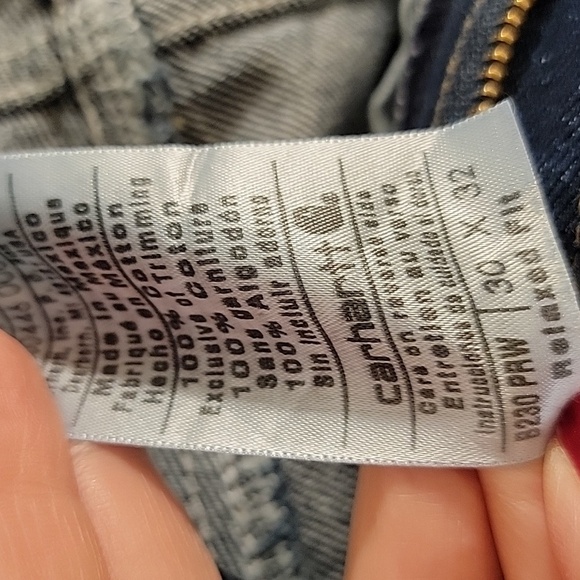 Made in Mexico
Fabriqué au Mexique
Hecho en México
100% Cotton
Exclusive of Trimming
100% Coton
Sans Garniture
100% Algodón
Sin incluir adorno
carhartt
Care on reverse side
Entretien au verso
Instrucciones de cuidado al dorso
B230 PRW | 30 X 32
Relaxed Fit